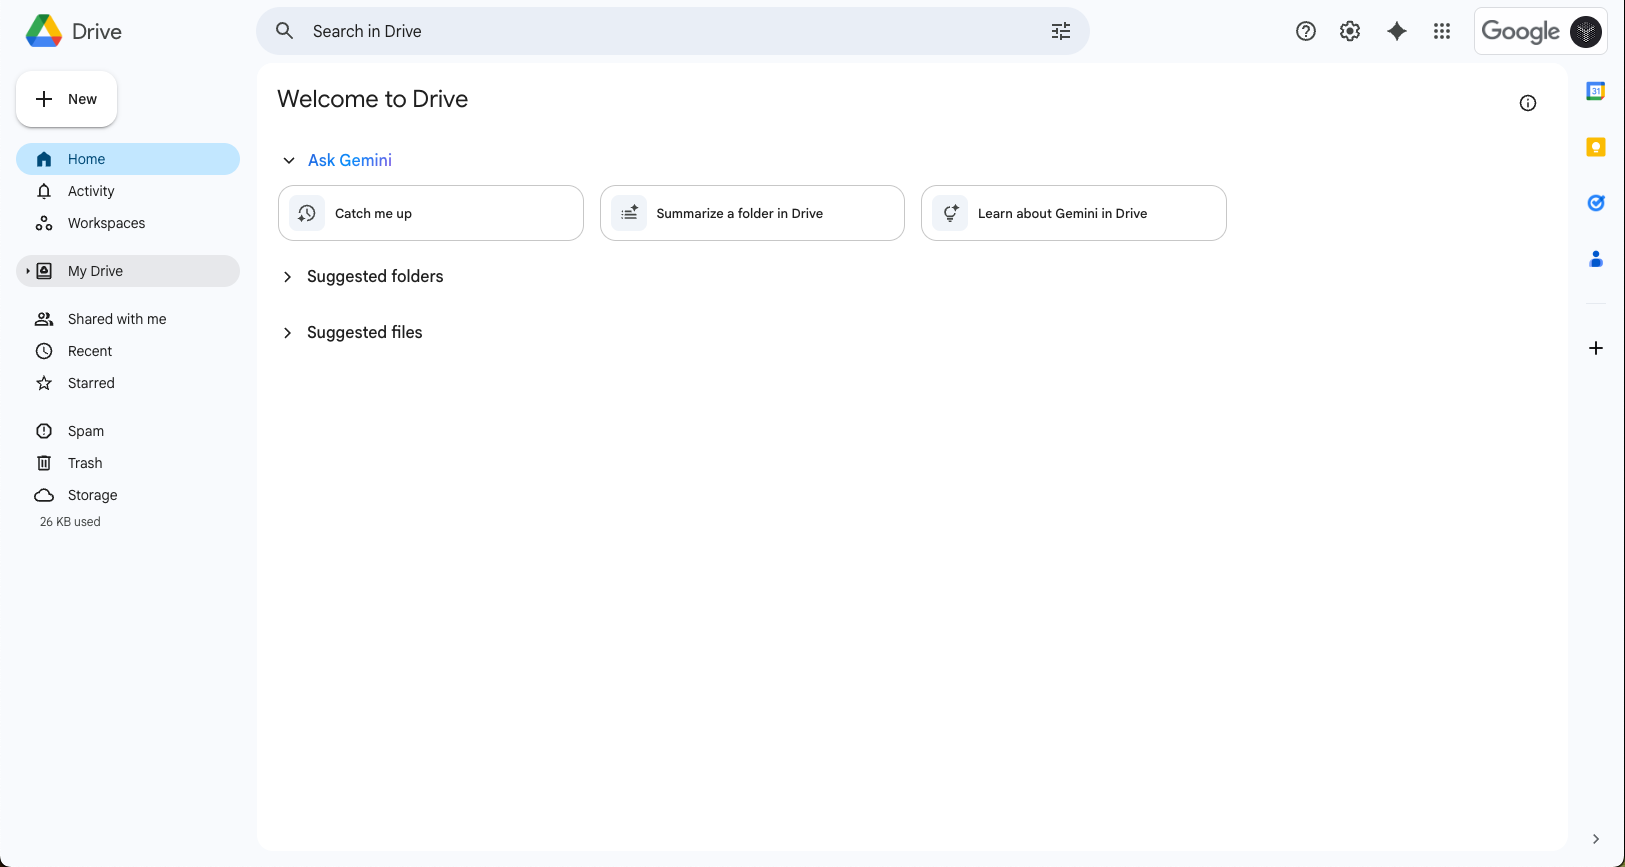 Drive
Search in Drive
Google
New
Home
Activity
Workspaces
My Drive
Shared with me
Recent
Starred
Spam
Trash
Storage
26 KB used
Welcome to Drive
Ask Gemini
Catch me up
Summarize a folder in Drive
Learn about Gemini in Drive
Suggested folders
Suggested files
31